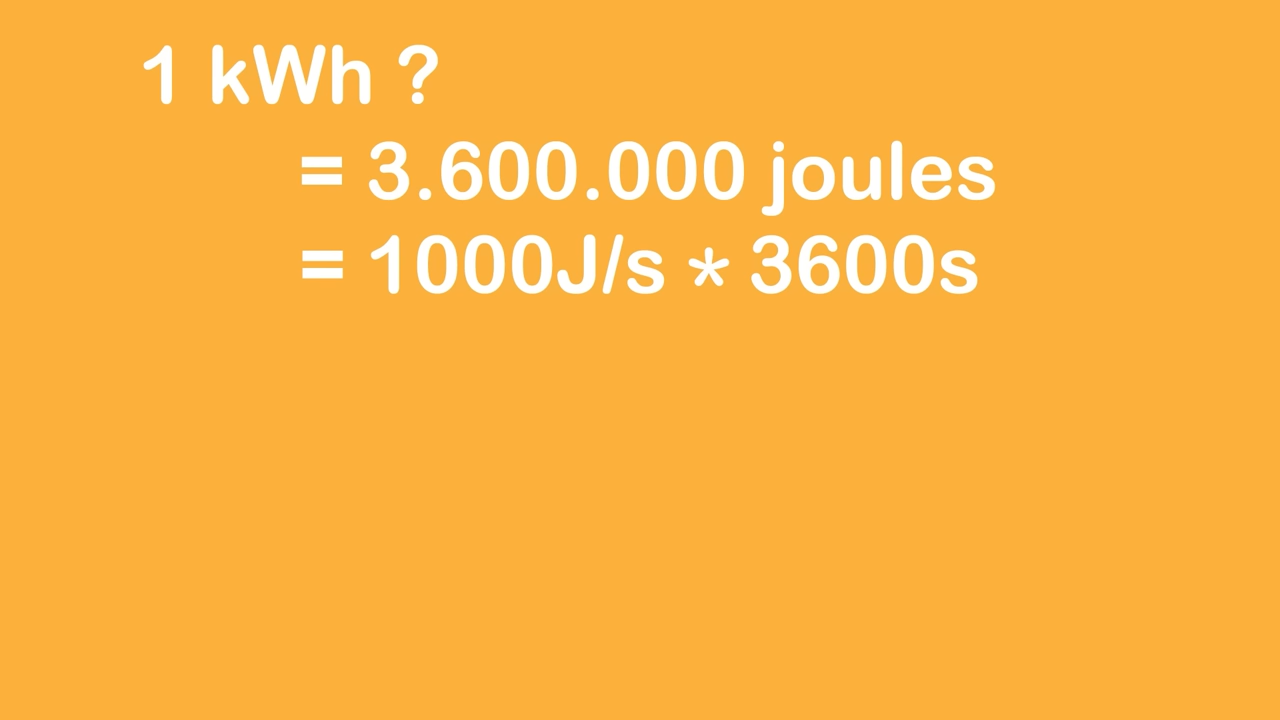 1 kWh ?
= 3.600.000 joules
= 1000J/s * 3600s